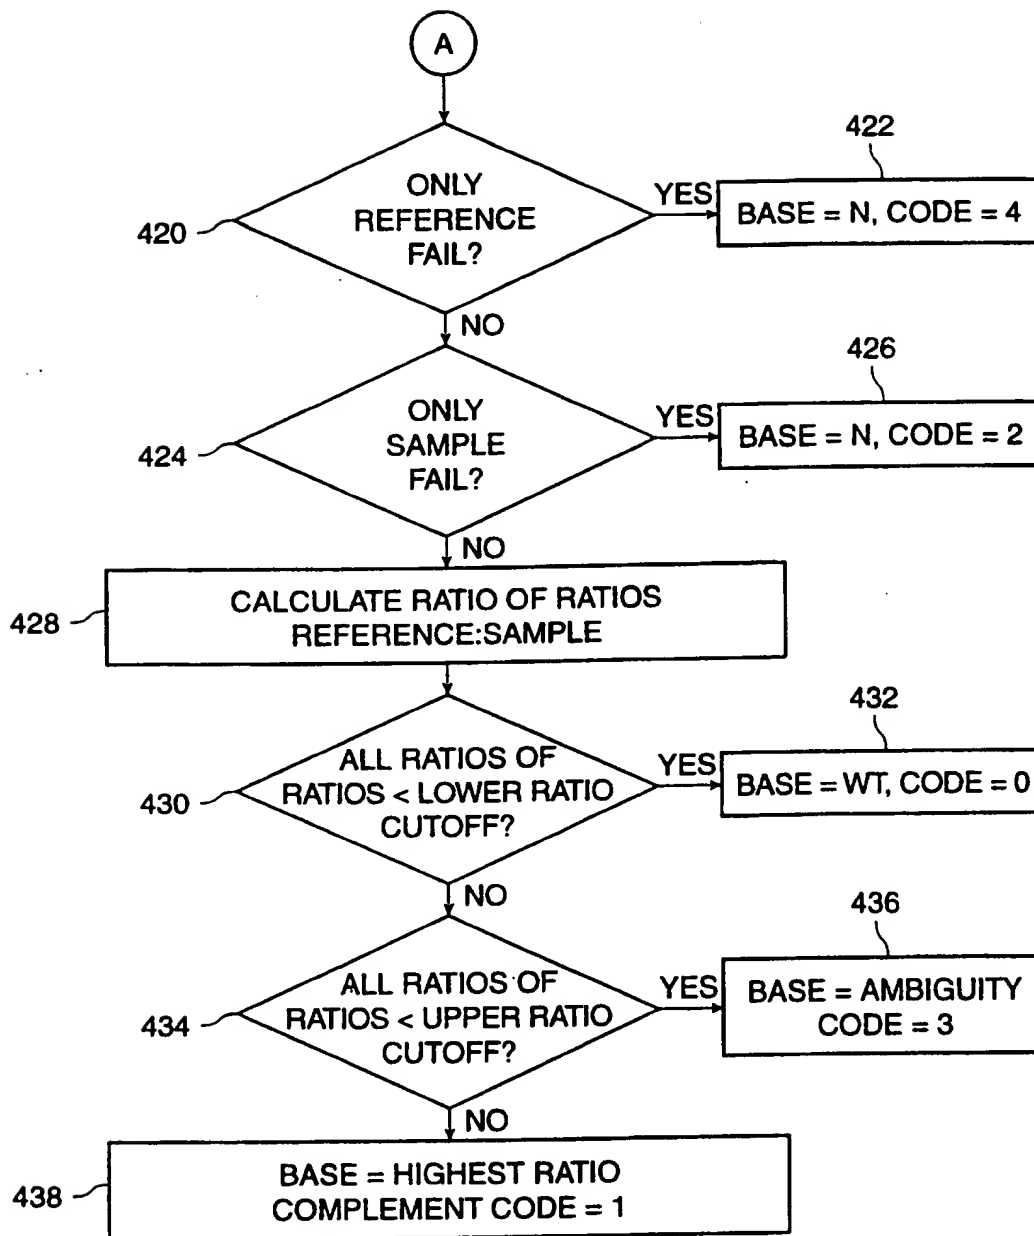 A
ONLY
REFERENCE
FAIL?
420
YES
422
BASE = N, CODE = 4
NO
ONLY
SAMPLE
FAIL?
424
YES
426
BASE = N, CODE = 2
NO
CALCULATE RATIO OF RATIOS
REFERENCE:SAMPLE
428
ALL RATIOS OF
RATIOS < LOWER RATIO
CUTOFF?
430
YES
432
BASE = WT, CODE = 0
NO
ALL RATIOS OF
RATIOS < UPPER RATIO
CUTOFF?
434
YES
436
BASE = AMBIGUITY
CODE = 3
NO
BASE = HIGHEST RATIO
COMPLEMENT CODE = 1
438